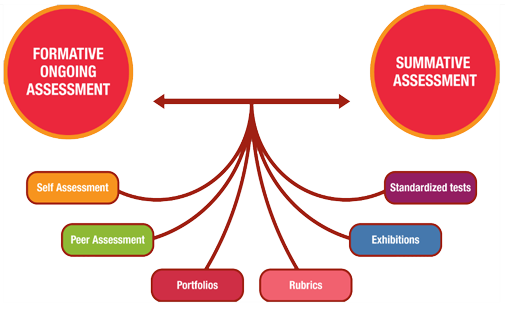 FORMATIVE
ONGOING
ASSESSMENT
SUMMATIVE
ASSESSMENT
Self Assessment
Standardized tests
Peer Assessment
Exhibitions
Portfolios
Rubrics